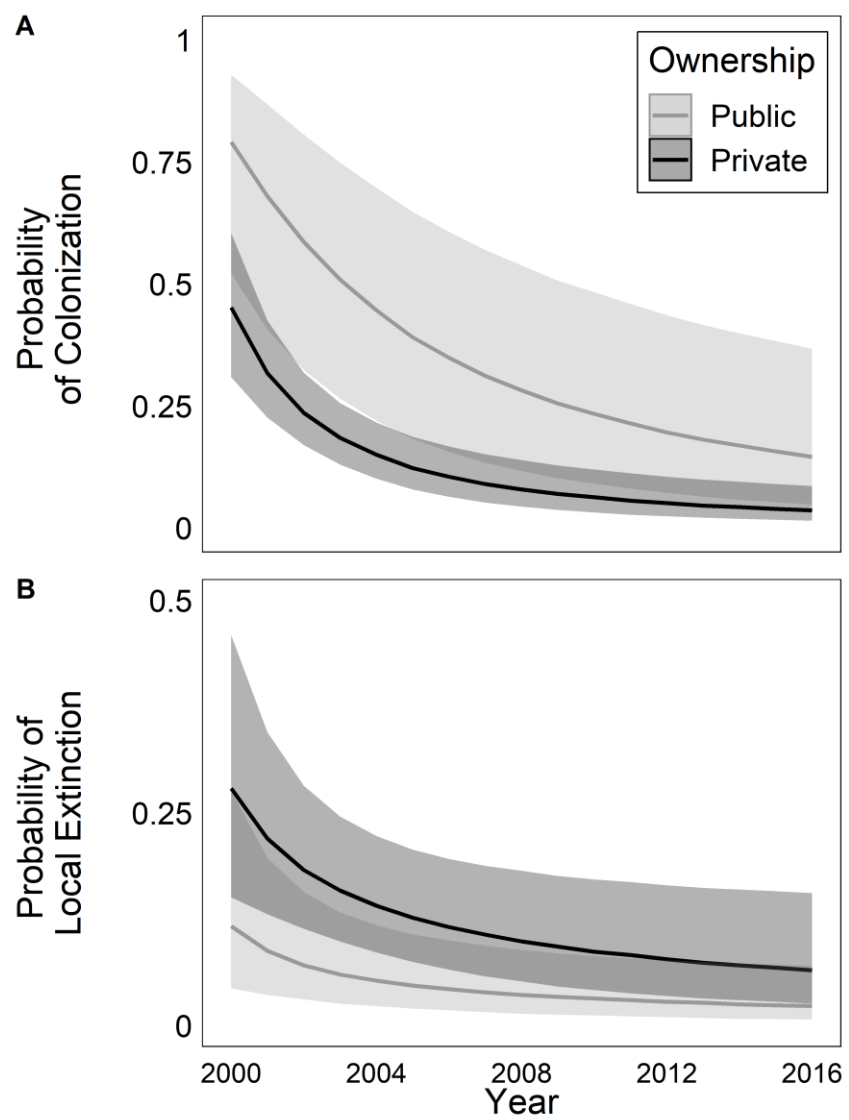 A
1
0.75
0.5
0.25
0
Probability
of Colonization
Ownership
Public
Private
B
0.5
0.25
0
Probability of
Local Extinction
2000 2004 2008 2012 2016
Year